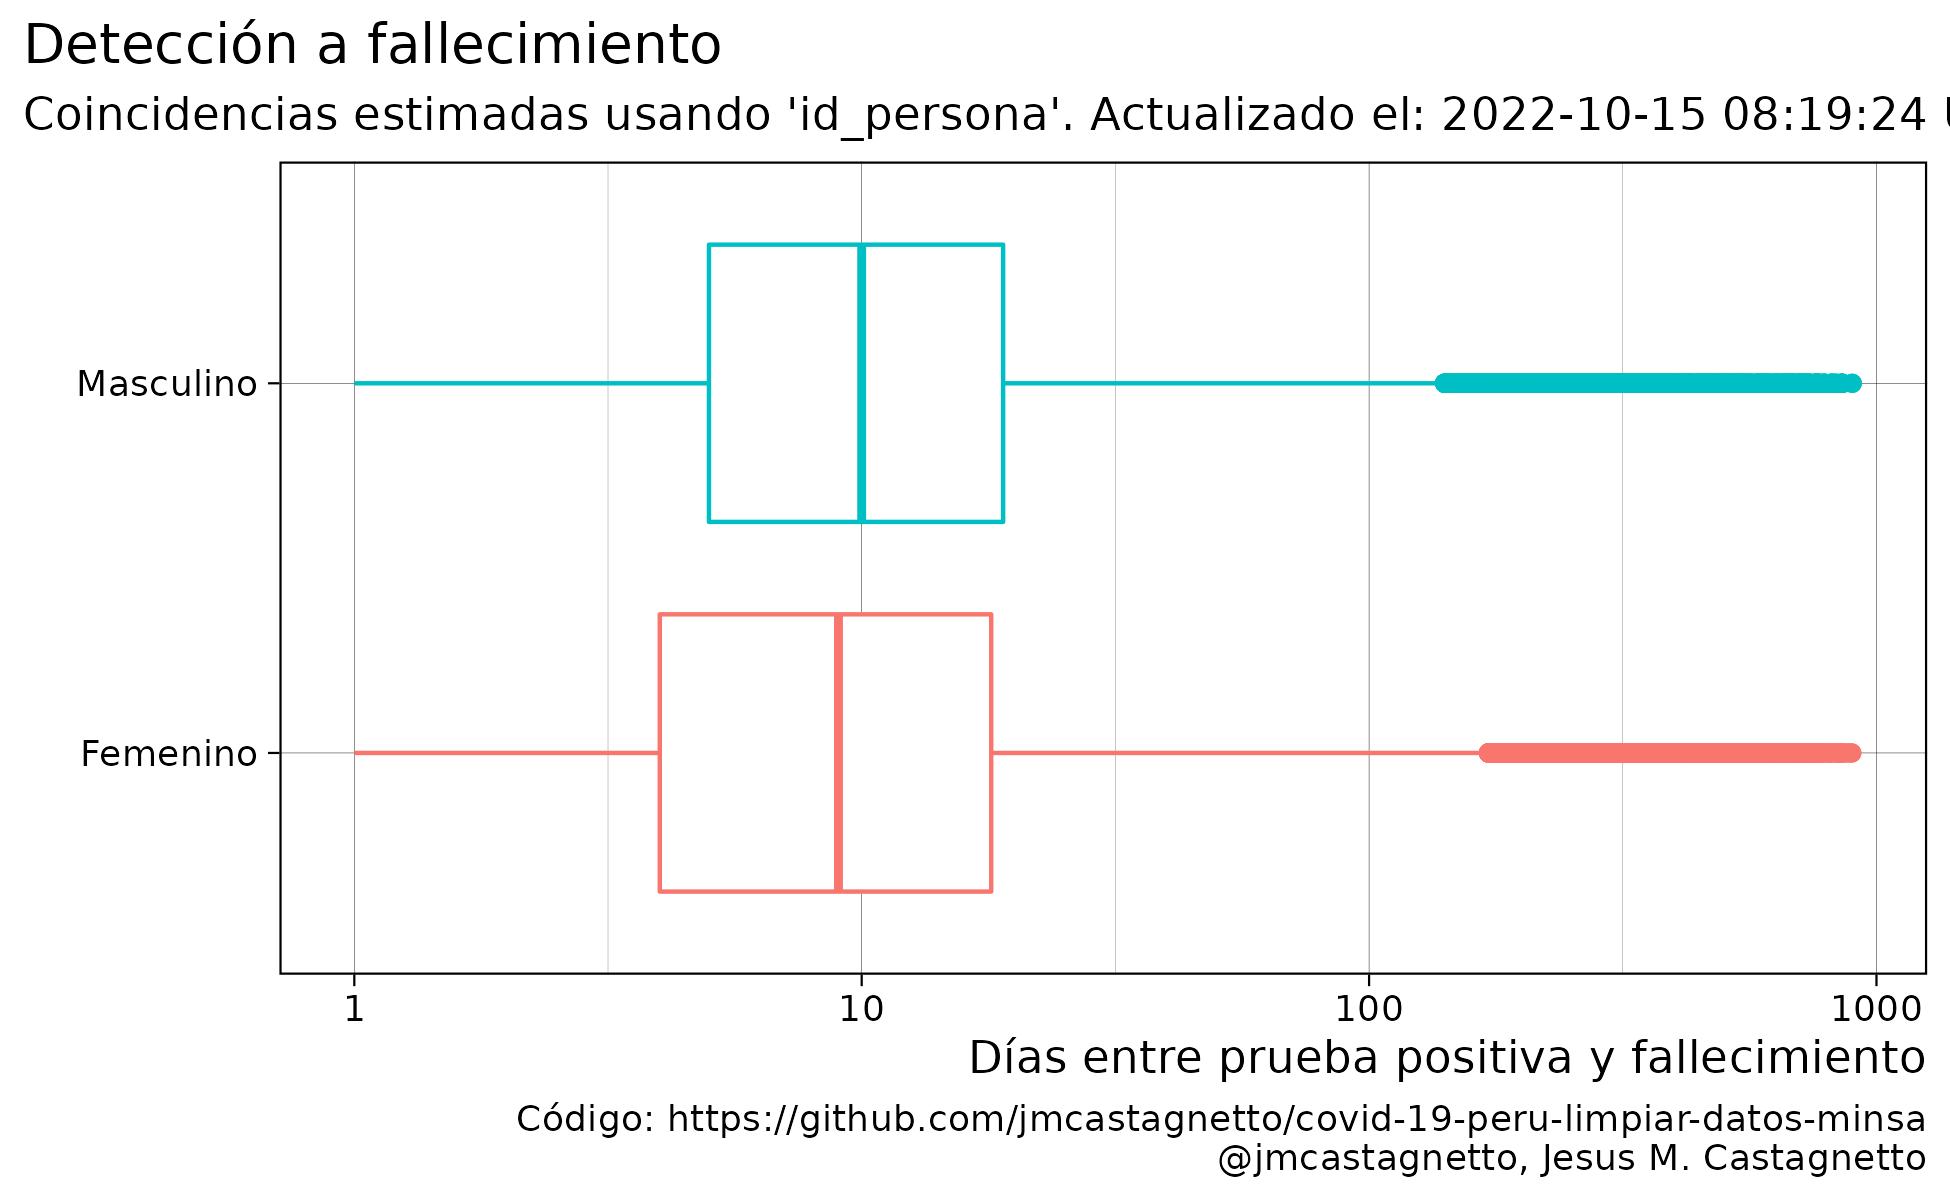 Detección a fallecimiento
Coincidencias estimadas usando 'id_persona'. Actualizado el: 2022-10-15 08:19:24
Masculino
Femenino
1 10 100 1000
Días entre prueba positiva y fallecimiento
Código: https://github.com/jmcastagnetto/covid-19-peru-limpiar-datos-minsa
@jmcastagnetto, Jesus M. Castagnetto